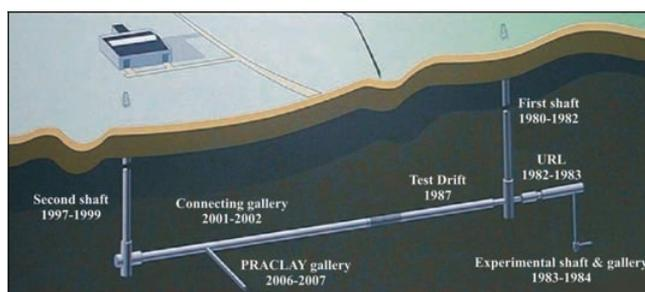 First shaft
1980-1982
URL
1982-1983
Test Drift
1987
Second shaft
1997-1999
Connecting gallery
2001-2002
PRACLAY gallery
2006-2007
Experimental shaft & gallery
1983-1984